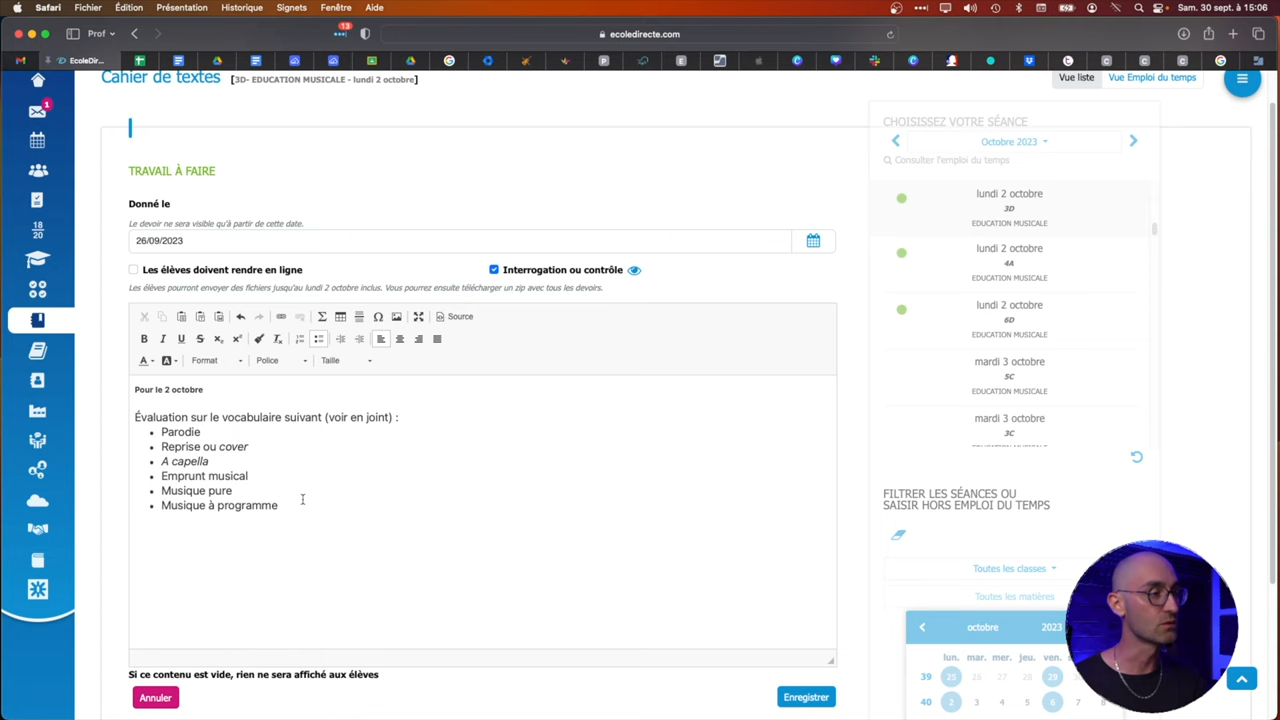 Safari Fichier Édition Présentation Historique Signets Fenêtre Aide
Sam. 30 sept. à 15:06
13
Prof
ecoledirecte.com
EcoleDirec
Cahier de textes [3D- EDUCATION MUSICALE - lundi 2 octobre]
Vue liste Vue Emploi du temps
1
18
20
TRAVAIL À FAIRE
Donné le
Le devoir ne sera visible qu'à partir de cette date.
26/09/2023
Les élèves doivent rendre en ligne
Interrogation ou contrôle
Les élèves pourront envoyer des fichiers jusqu'au lundi 2 octobre inclus. Vous pourrez ensuite télécharger un zip avec tous les devoirs.
Source
Format Police Taille
Pour le 2 octobre
Évaluation sur le vocabulaire suivant (voir en joint) :
• Parodie
• Reprise ou cover
• A capella
• Emprunt musical
• Musique pure
• Musique à programme
Si ce contenu est vide, rien ne sera affiché aux élèves
Annuler
Enregistrer
CHOISISSEZ VOTRE SÉANCE
Octobre 2023
Consulter l'emploi du temps
lundi 2 octobre
3D
EDUCATION MUSICALE
lundi 2 octobre
4A
EDUCATION MUSICALE
lundi 2 octobre
6D
EDUCATION MUSICALE
mardi 3 octobre
5C
EDUCATION MUSICALE
mardi 3 octobre
3C
FILTRER LES SÉANCES OU
SAISIR HORS EMPLOI DU TEMPS
Toutes les classes
Toutes les matières
octobre 2023
lun. mar. mer. jeu. ven.
39 25 26 27 28 29
40 2 3 4 5 6 7 8